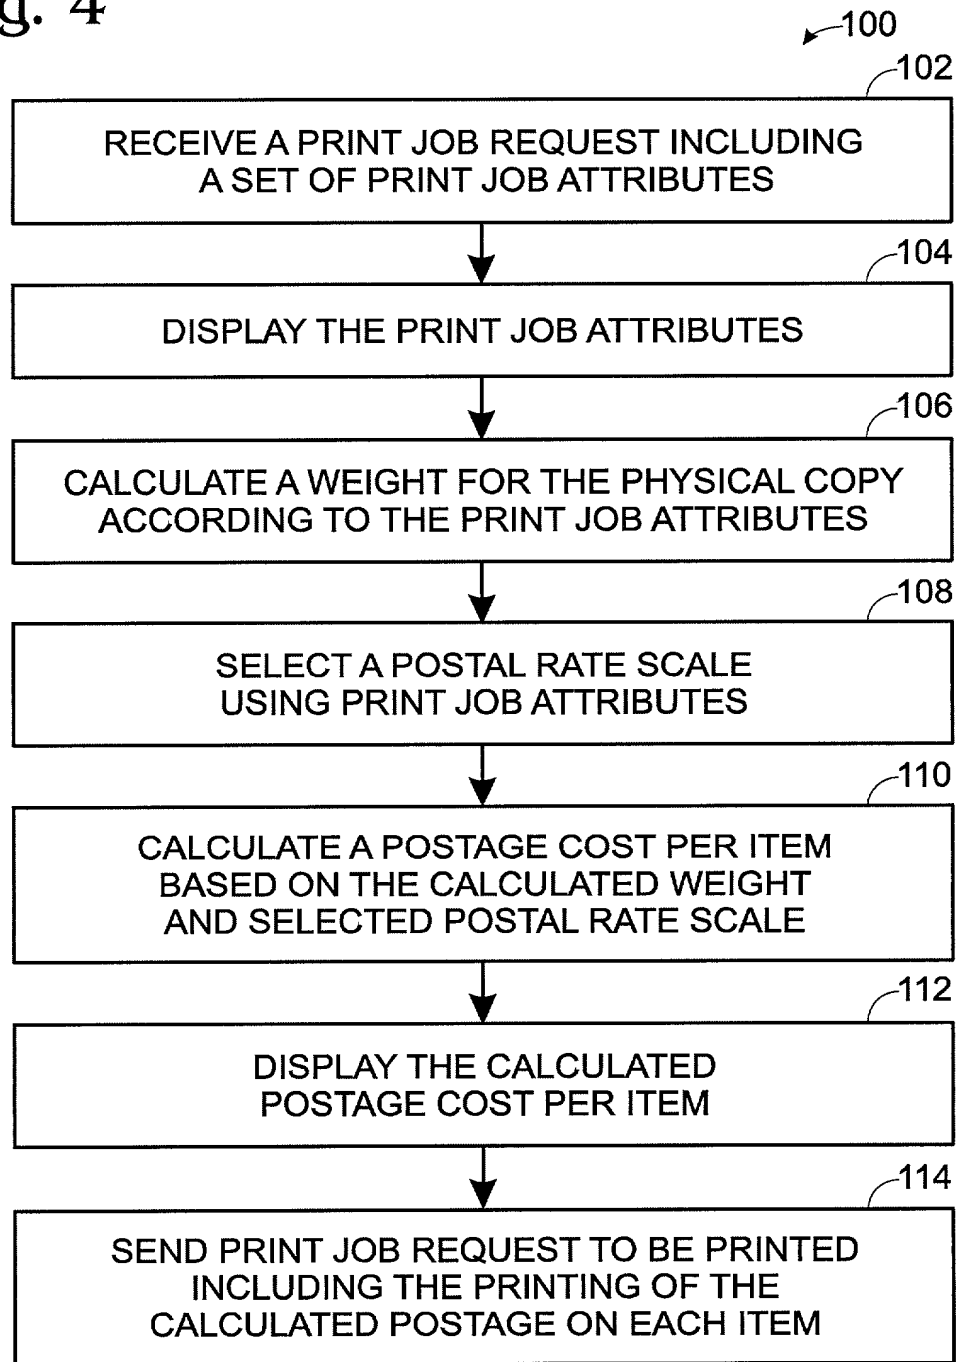 g. 4
100
102
RECEIVE A PRINT JOB REQUEST INCLUDING
A SET OF PRINT JOB ATTRIBUTES
104
DISPLAY THE PRINT JOB ATTRIBUTES
106
CALCULATE A WEIGHT FOR THE PHYSICAL COPY
ACCORDING TO THE PRINT JOB ATTRIBUTES
108
SELECT A POSTAL RATE SCALE
USING PRINT JOB ATTRIBUTES
110
CALCULATE A POSTAGE COST PER ITEM
BASED ON THE CALCULATED WEIGHT
AND SELECTED POSTAL RATE SCALE
112
DISPLAY THE CALCULATED
POSTAGE COST PER ITEM
114
SEND PRINT JOB REQUEST TO BE PRINTED
INCLUDING THE PRINTING OF THE
CALCULATED POSTAGE ON EACH ITEM